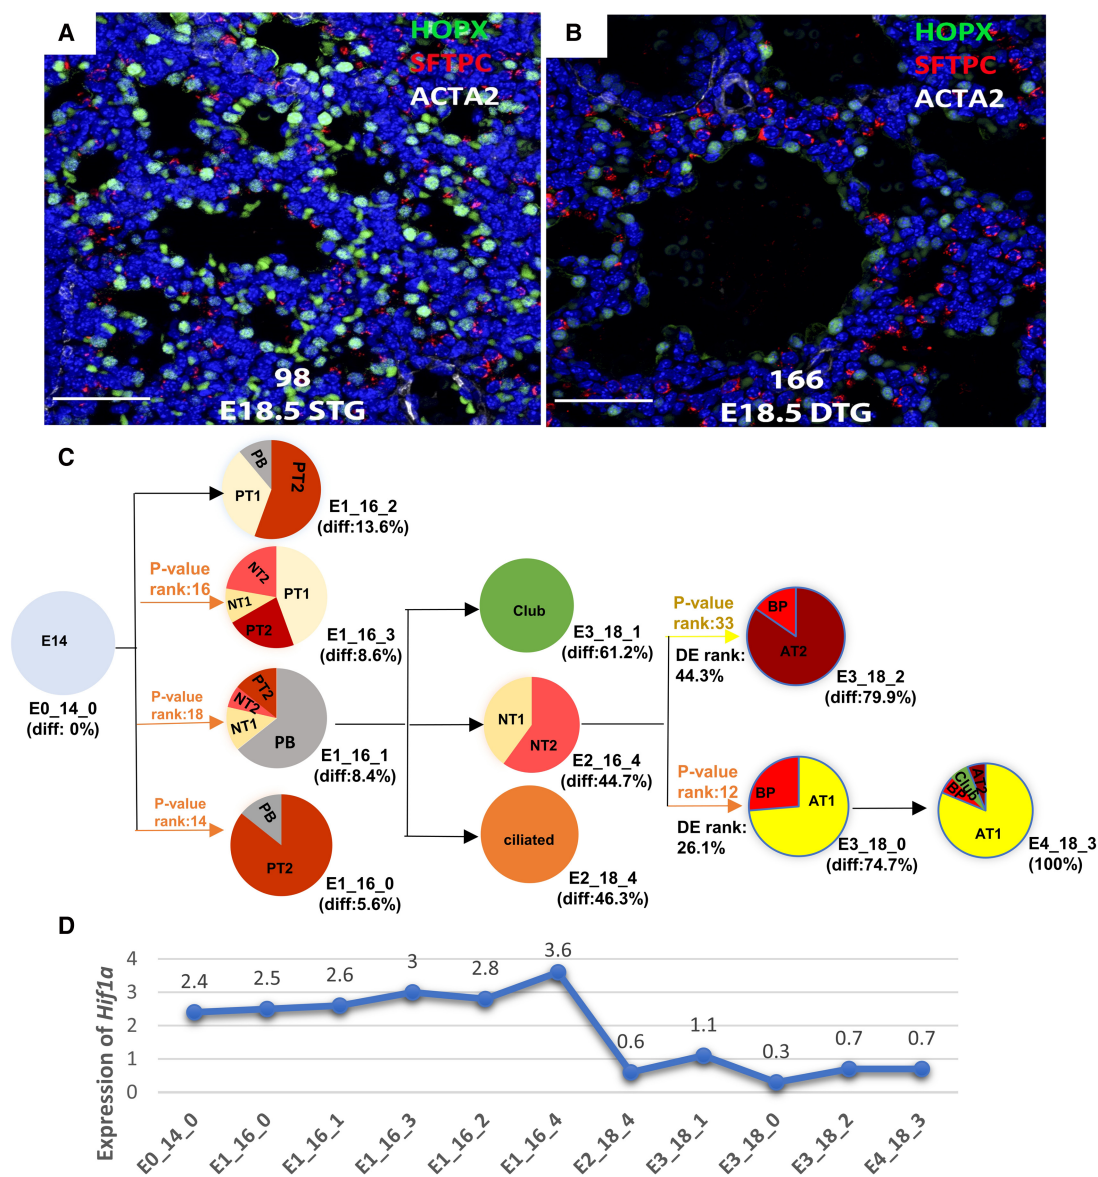 A
HOPX
SFTPC
ACTA2
98
E18.5 STG
B
HOPX
SFTPC
ACTA2
166
E18.5 DTG
C
E14
E0_14_0
(diff: 0%)
PB
PT2
PT1
E1_16_2
(diff:13.6%)
P-value
rank:16
NT2
PT1
NT1
PT2
E1_16_3
(diff:8.6%)
P-value
rank:18
PT2
NT2
NT1
PB
E1_16_1
(diff:8.4%)
P-value
rank:14
PB
PT2
E1_16_0
(diff:5.6%)
Club
E3_18_1
(diff:61.2%)
NT1
NT2
E2_16_4
(diff:44.7%)
ciliated
E2_18_4
(diff:46.3%)
P-value
rank:33
DE rank:
44.3%
BP
AT2
E3_18_2
(diff:79.9%)
P-value
rank:12
DE rank:
26.1%
BP
AT1
E3_18_0
(diff:74.7%)
AT2
Club
BP
AT1
E4_18_3
(100%)
D
Expression of Hif1a
4
3
2
1
0
2.4
2.5
2.6
3
2.8
3.6
0.6
1.1
0.3
0.7
0.7
E0_14_0
E1_16_0
E1_16_1
E1_16_3
E1_16_2
E1_16_4
E2_18_4
E3_18_1
E3_18_0
E3_18_2
E4_18_3